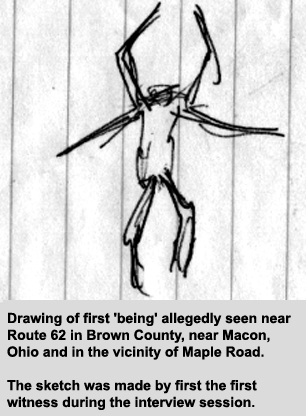 Drawing of first 'being' allegedly seen near
Route 62 in Brown County, near Macon,
Ohio and in the vicinity of Maple Road.
The sketch was made by first the first
witness during the interview session.